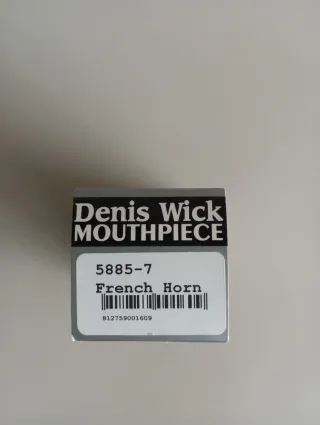 Denis Wick
MOUTHPIECE
5885-7
French Horn
812759001609